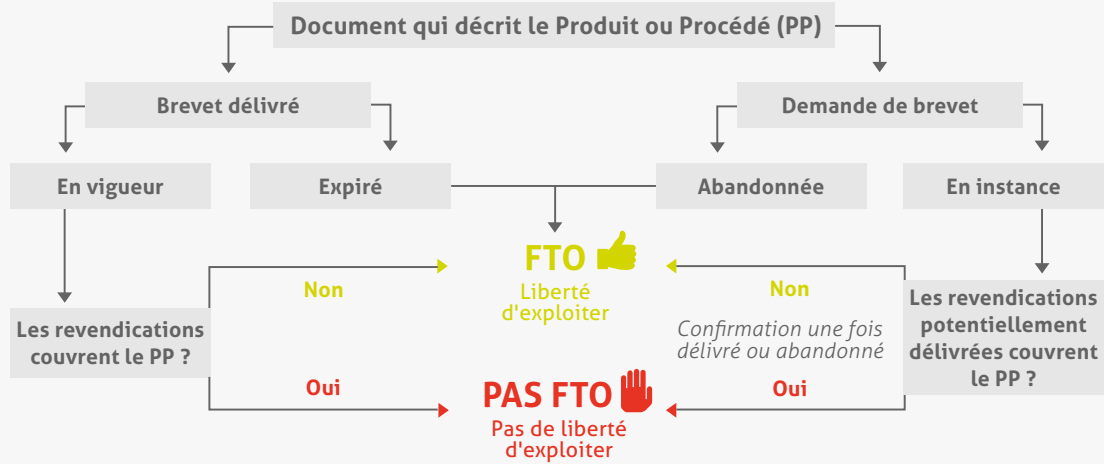 Document qui décrit le Produit ou Procédé (PP)
Brevet délivré
Demande de brevet
En vigueur
Expiré
Abandonnée
En instance
FTO
Liberté
d'exploiter
Non
Non
Les revendications
couvrent le PP ?
Confirmation une fois
délivré ou abandonné
Les revendications
potentiellement
délivrées couvrent
le PP ?
Oui
PAS FTO
Oui
Pas de liberté
d'exploiter